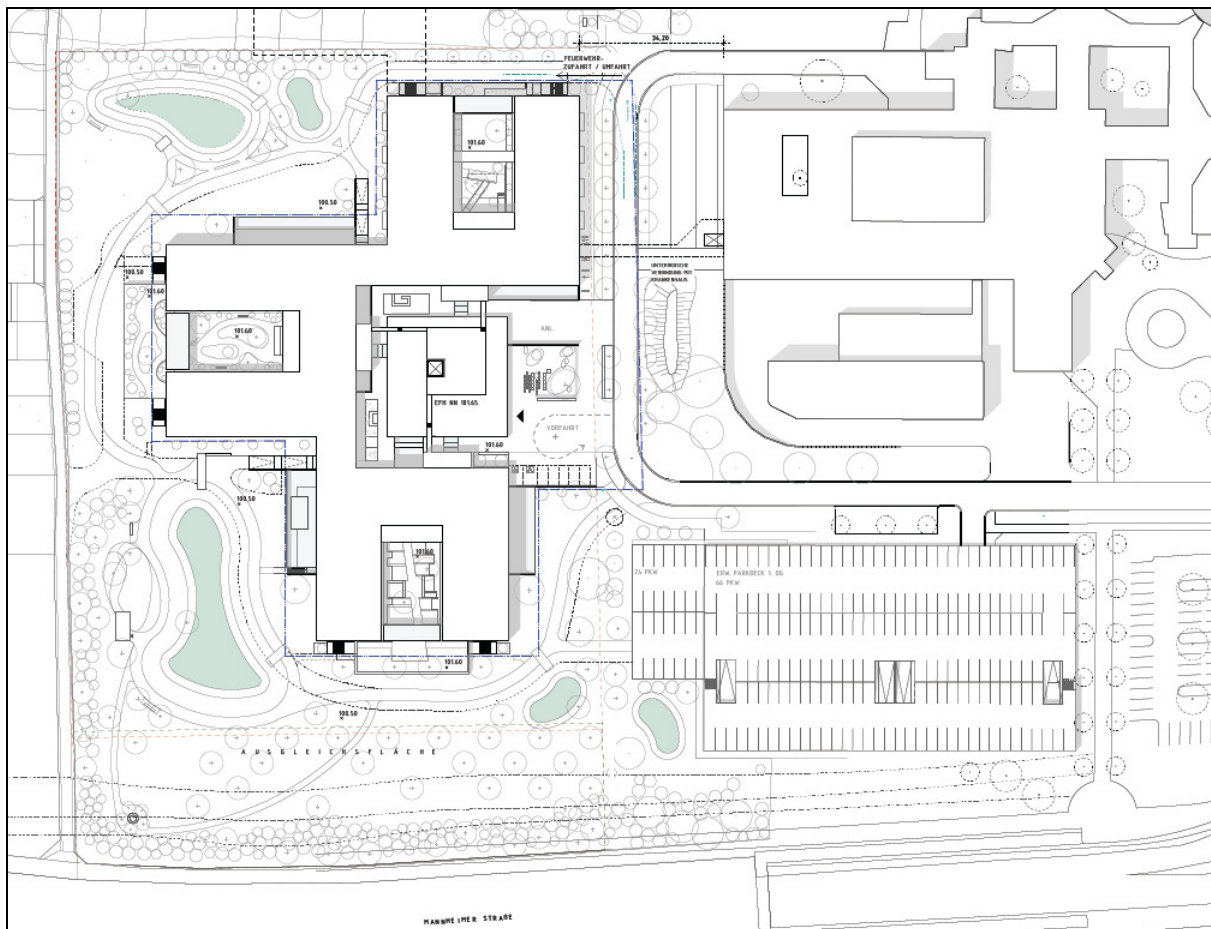 34,20
FEUERWEHR-
ZUFAHRT / UMFAHRT
101.60
100.50
100.50
101.60
UNTERIRDISCHE
VERBINDUNG MIT
KRANKENHAUS
ANL.
101.60
EFH NN 101.65
VORFAHRT
101.60
100.50
101.60
24 PKW
ERW. PARKDECK 1. OG
66 PKW
101.60
100.50
AUSGLEICHSFLÄCHE
MANNHEIMER STRAßE